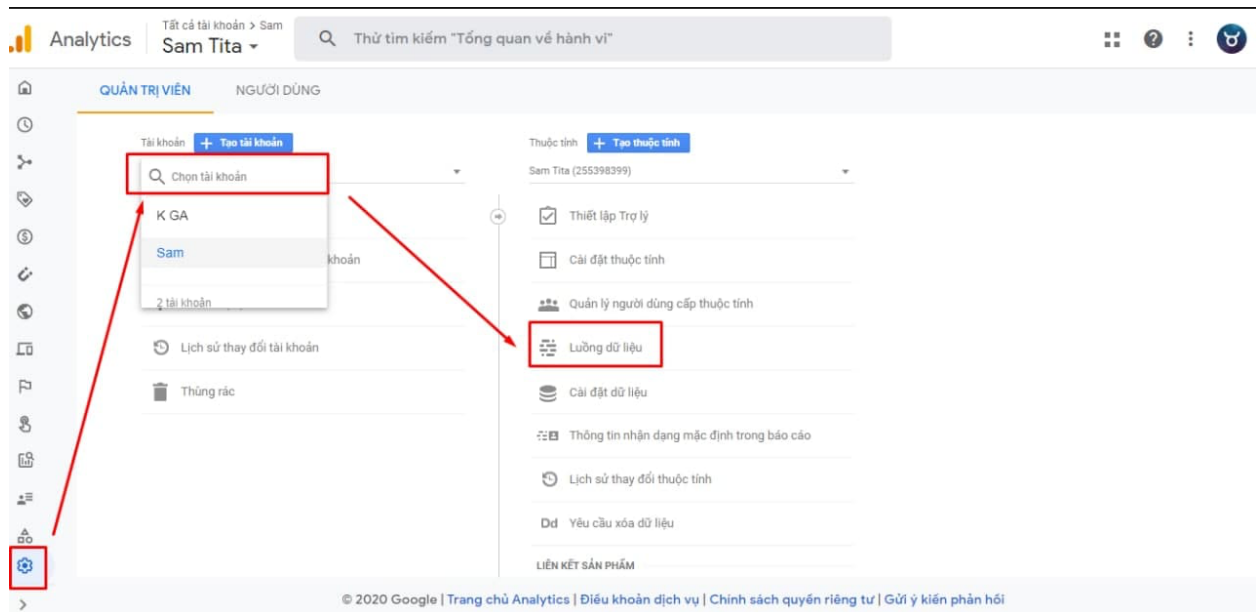 Analytics
Tất cả tài khoản > Sam
Sam Tita
Thử tìm kiếm "Tổng quan về hành vi"
QUẢN TRỊ VIÊN
NGƯỜI DÙNG
Tài khoản
Tạo tài khoản
Chọn tài khoản
K GA
Sam
khoản
2 tài khoản
Lịch sử thay đổi tài khoản
Thùng rác
Thuộc tính
Tạo thuộc tính
Sam Tita (255398399)
Thiết lập Trợ lý
Cài đặt thuộc tính
Quản lý người dùng cấp thuộc tính
Luồng dữ liệu
Cài đặt dữ liệu
Thông tin nhận dạng mặc định trong báo cáo
Lịch sử thay đổi thuộc tính
Dd Yêu cầu xóa dữ liệu
LIÊN KẾT SẢN PHẨM
© 2020 Google | Trang chủ Analytics | Điều khoản dịch vụ | Chính sách quyền riêng tư | Gửi ý kiến phản hồi